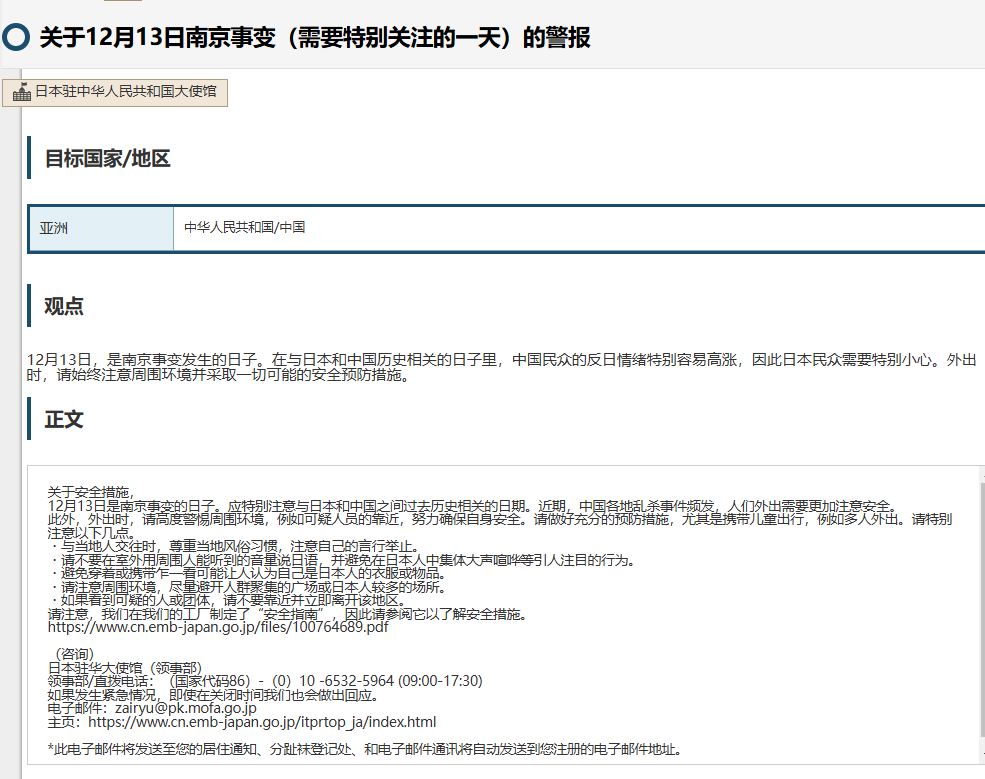 关于12月13日南京事变（需要特别关注的一天）的警报
日本驻中华人民共和国大使馆
目标国家/地区
亚洲
中华人民共和国/中国
观点
12月13日，是南京事变发生的日子。在与日本和中国历史相关的日子里，中国民众的反日情绪特别容易高涨，因此日本民众需要特别小心。外出
时，请始终注意周围环境并采取一切可能的安全预防措施。
正文
关于安全措施，
12月13日是南京事变的日子。应特别注意与日本和中国之间过去历史相关的日期。近期，中国各地乱杀事件频发，人们外出需要更加注意安全。
此外，外出时，请高度警惕周围环境，例如可疑人员的靠近，努力确保自身安全。请做好充分的预防措施，尤其是携带儿童出行，例如多人外出。请特别
注意以下几点。
・与当地人交往时，尊重当地风俗习惯，注意自己的言行举止。
・请不要在室外用周围人能听到的音量说日语，并避免在日本人中集体大声喧哗等引人注目的行为。
・避免穿着或携带乍一看可能让人认为自己是日本人的衣服或物品。
・请注意周围环境，尽量避开人群聚集的广场或日本人较多的场所。
・如果看到可疑的人或团体，请不要靠近并立即离开该地区。
请注意，我们在我们的工厂制定了“安全指南”，因此请参阅它以了解安全措施。
https://www.cn.emb-japan.go.jp/files/100764689.pdf
（咨询）
日本驻华大使馆（领事部）
领事部/直拨电话：（国家代码86）-（0）10 -6532-5964 (09:00-17:30)
如果发生紧急情况，即使在关闭时间我们也会做出回应。
电子邮件：zairyu@pk.mofa.go.jp
主页：https://www.cn.emb-japan.go.jp/itprtop_ja/index.html
*此电子邮件将发送至您的居住通知、分趾袜登记处、和电子邮件通讯将自动发送到您注册的电子邮件地址。